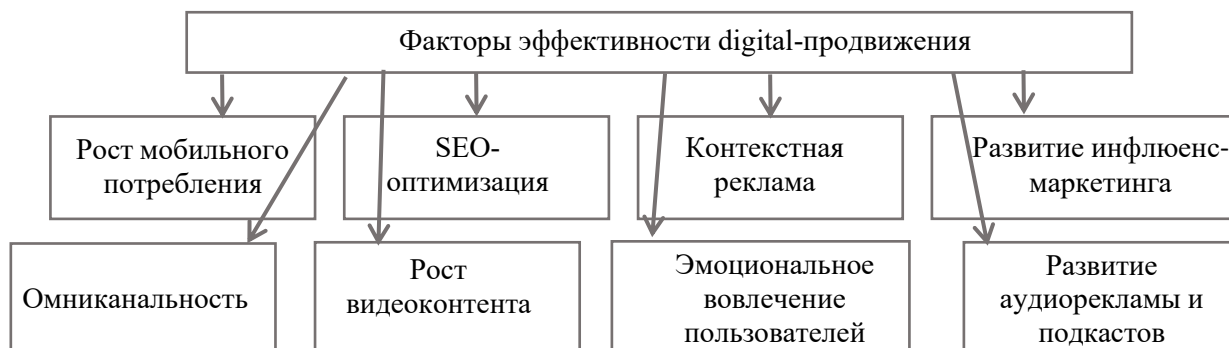 Факторы эффективности digital-продвижения
Рост мобильного
потребления
SEO-
оптимизация
Контекстная
реклама
Развитие инфлюенс-
маркетинга
Омниканальность
Рост
видеоконтента
Эмоциональное
вовлечение
пользователей
Развитие
аудиорекламы и
подкастов